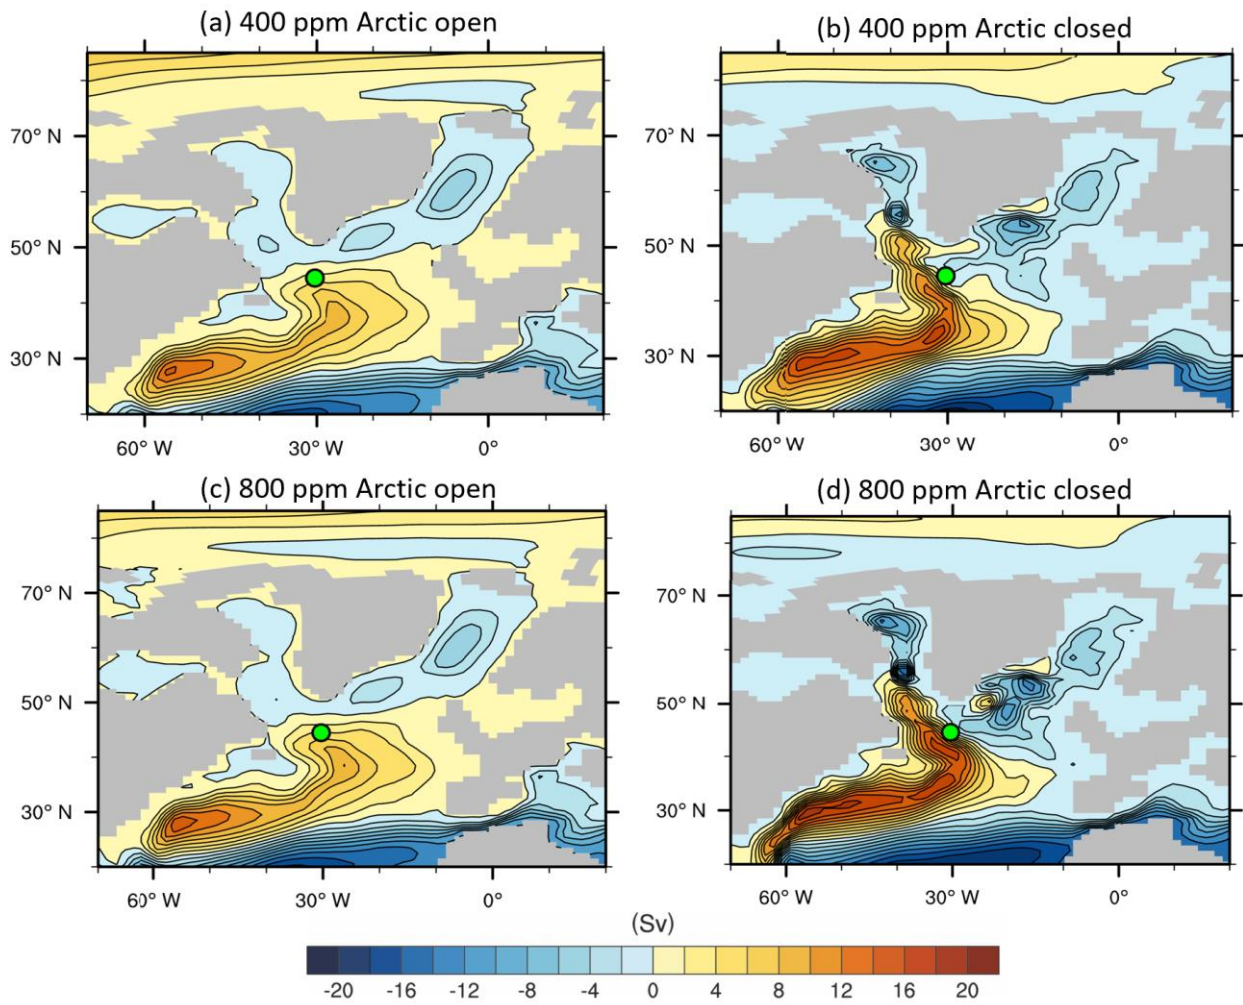 (a) 400 ppm Arctic open
(b) 400 ppm Arctic closed
70° N
50° N
30° N
60° W
30° W
0°
70° N
50° N
30° N
60° W
30° W
0°
(c) 800 ppm Arctic open
(d) 800 ppm Arctic closed
70° N
50° N
30° N
60° W
30° W
0°
70° N
50° N
30° N
60° W
30° W
0°
(Sv)
-20 -16 -12 -8 -4 0 4 8 12 16 20